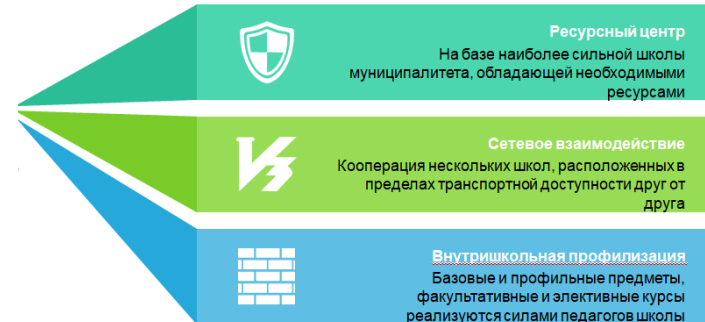 Ресурсный центр
На базе наиболее сильной школы
муниципалитета, обладающей необходимыми
ресурсами
Сетевое взаимодействие
Кооперация нескольких школ, расположенных в
пределах транспортной доступности друг от
друга
Внутришкольная профилизация
Базовые и профильные предметы,
факультативные и элективные курсы
реализуются силами педагогов школы